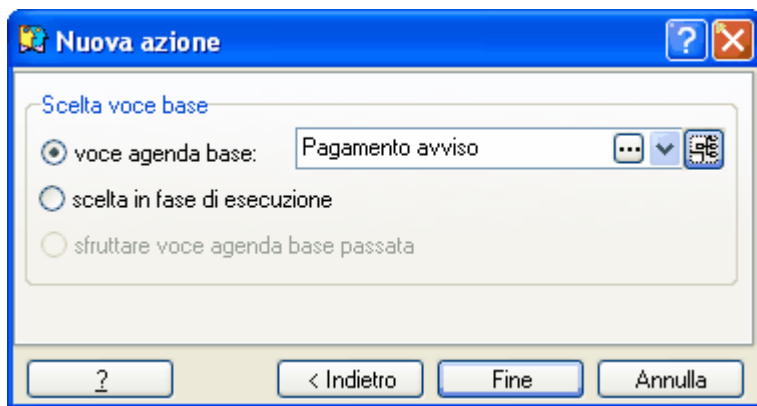 Nuova azione
Scelta voce base
voce agenda base: Pagamento avviso ...
scelta in fase di esecuzione
sfruttare voce agenda base passata
? < Indietro Fine Annulla